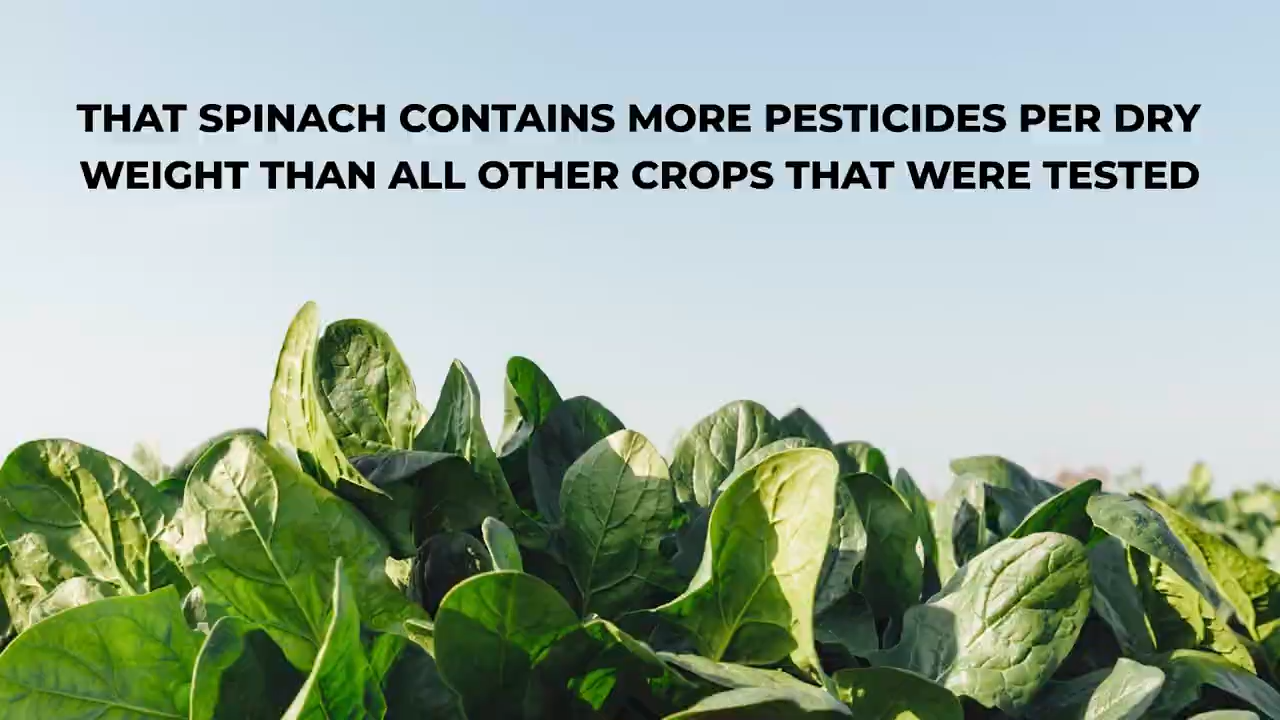 THAT SPINACH CONTAINS MORE PESTICIDES PER DRY
WEIGHT THAN ALL OTHER CROPS THAT WERE TESTED